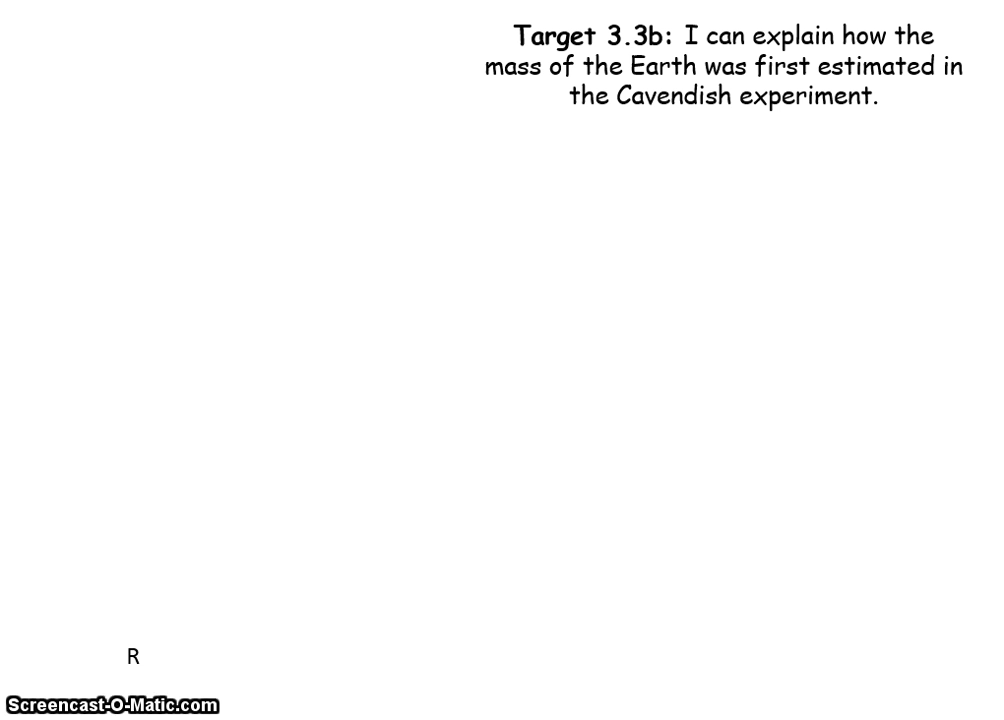 Target 3.3b: I can explain how the
mass of the Earth was first estimated in
the Cavendish experiment.
R
Screencast-O-Matic.com